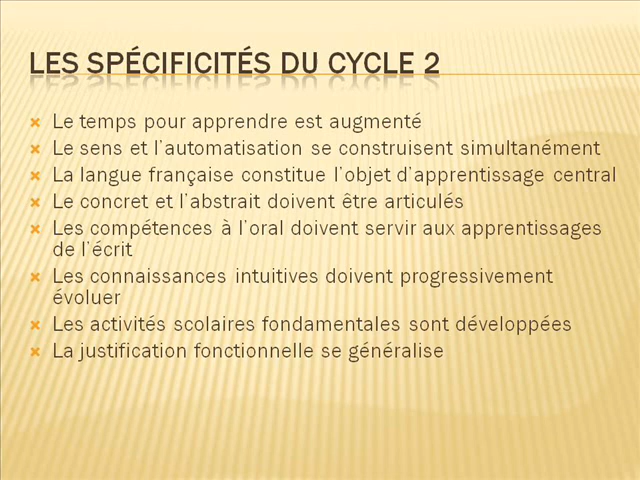 LES SPÉCIFICITÉS DU CYCLE 2
Le temps pour apprendre est augmenté
Le sens et l'automatisation se construisent simultanément
La langue française constitue l'objet d'apprentissage central
Le concret et l'abstrait doivent être articulés
Les compétences à l'oral doivent servir aux apprentissages
de l'écrit
Les connaissances intuitives doivent progressivement
évoluer
Les activités scolaires fondamentales sont développées
La justification fonctionnelle se généralise